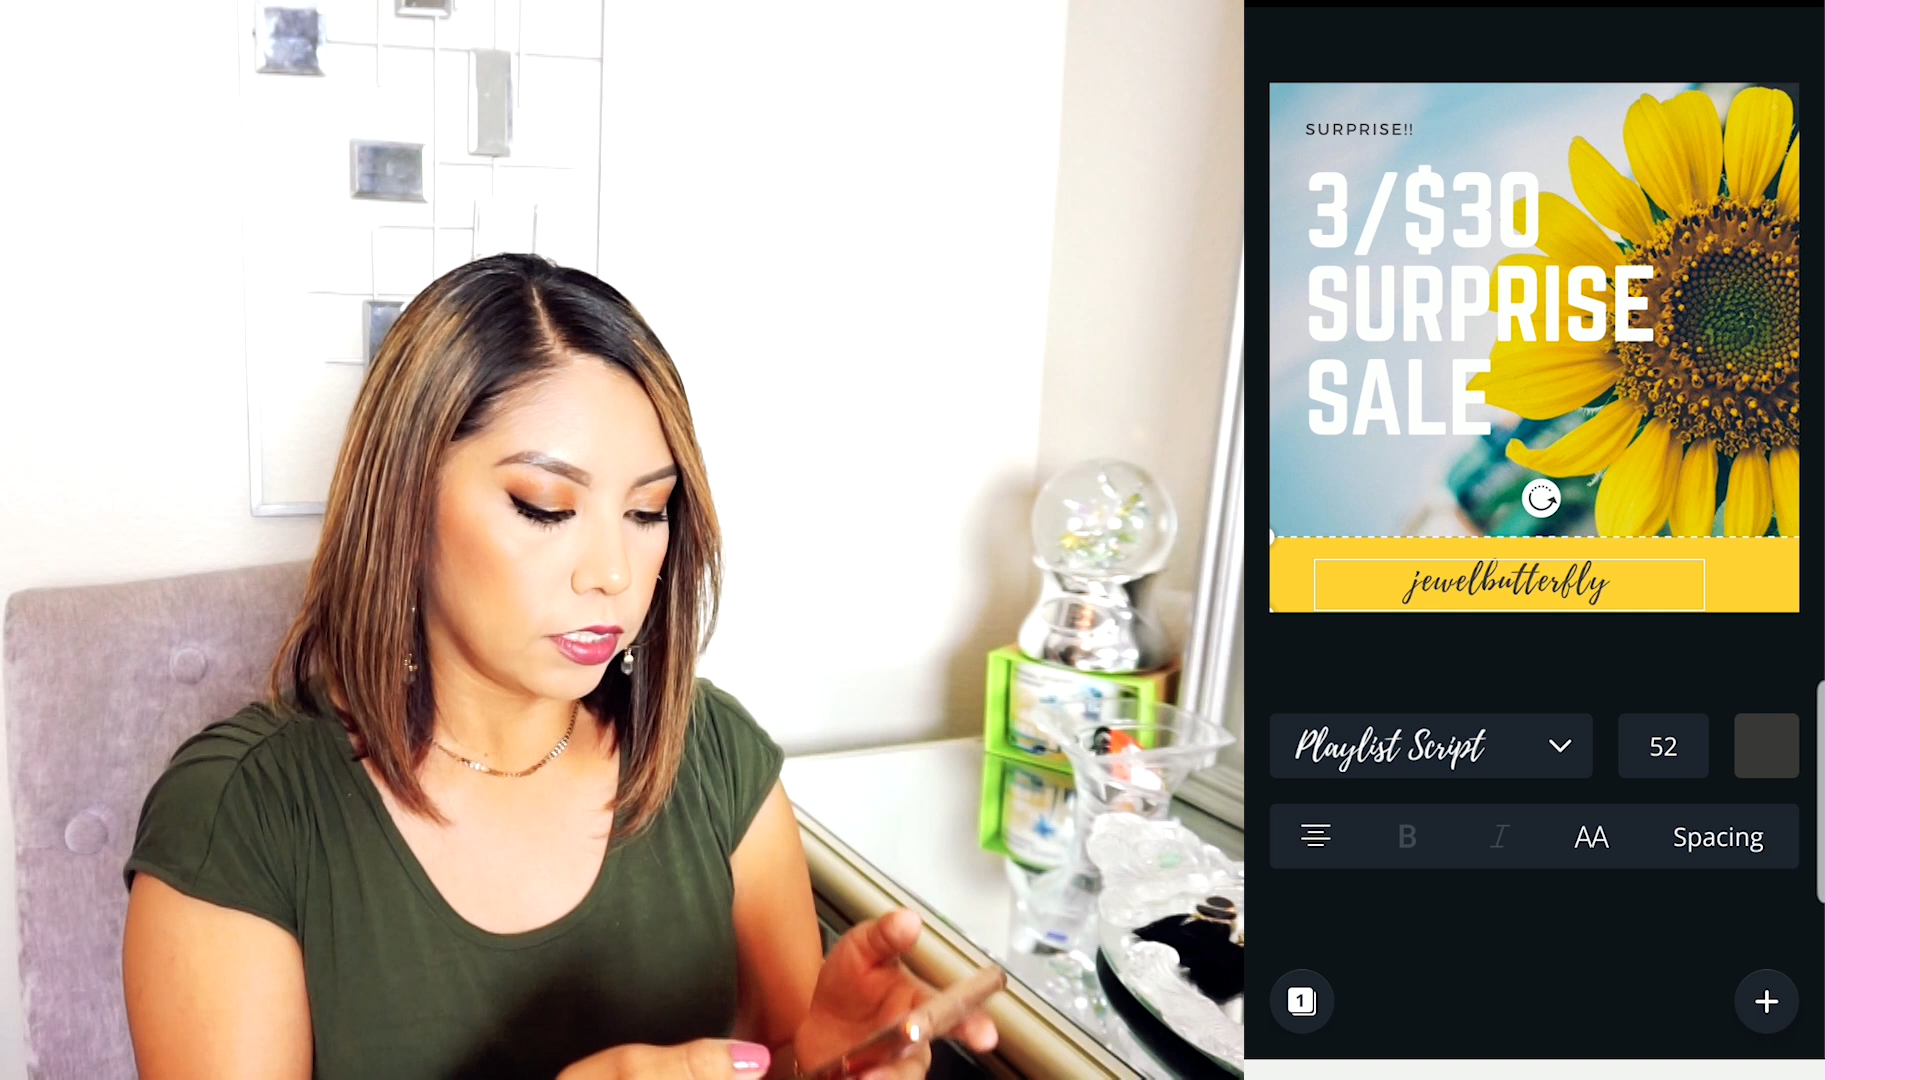 SURPRISE!!
3/$30
SURPRISE
SALE
jewelbutterfly
Playlist Script
52
B I AA Spacing
1